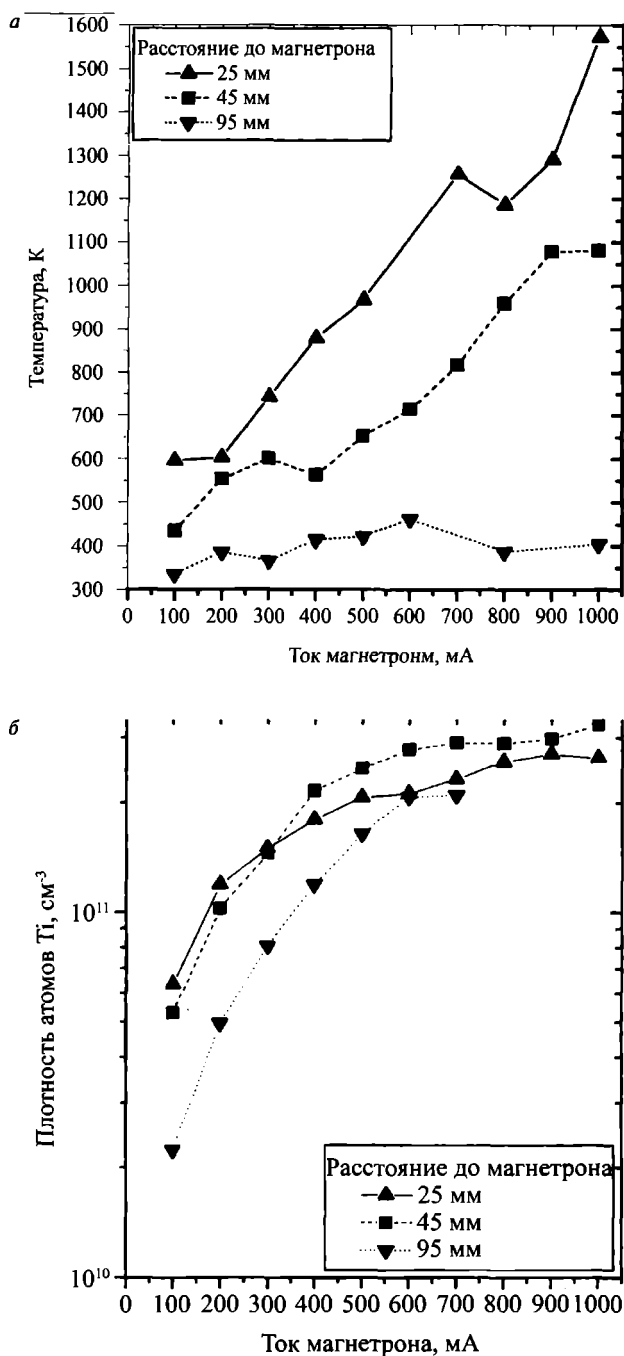 а
1600
1500
1400
1300
1200
1100
1000
900
800
700
600
500
400
300
Температура, К
Расстояние до магнетрона
25 мм
45 мм
95 мм
0 100 200 300 400 500 600 700 800 900 1000
Ток магнетронм, мА
б
10¹¹
10¹⁰
Плотность атомов Ti, см⁻³
Расстояние до магнетрона
25 мм
45 мм
95 мм
0 100 200 300 400 500 600 700 800 900 1000
Ток магнетрона, мА